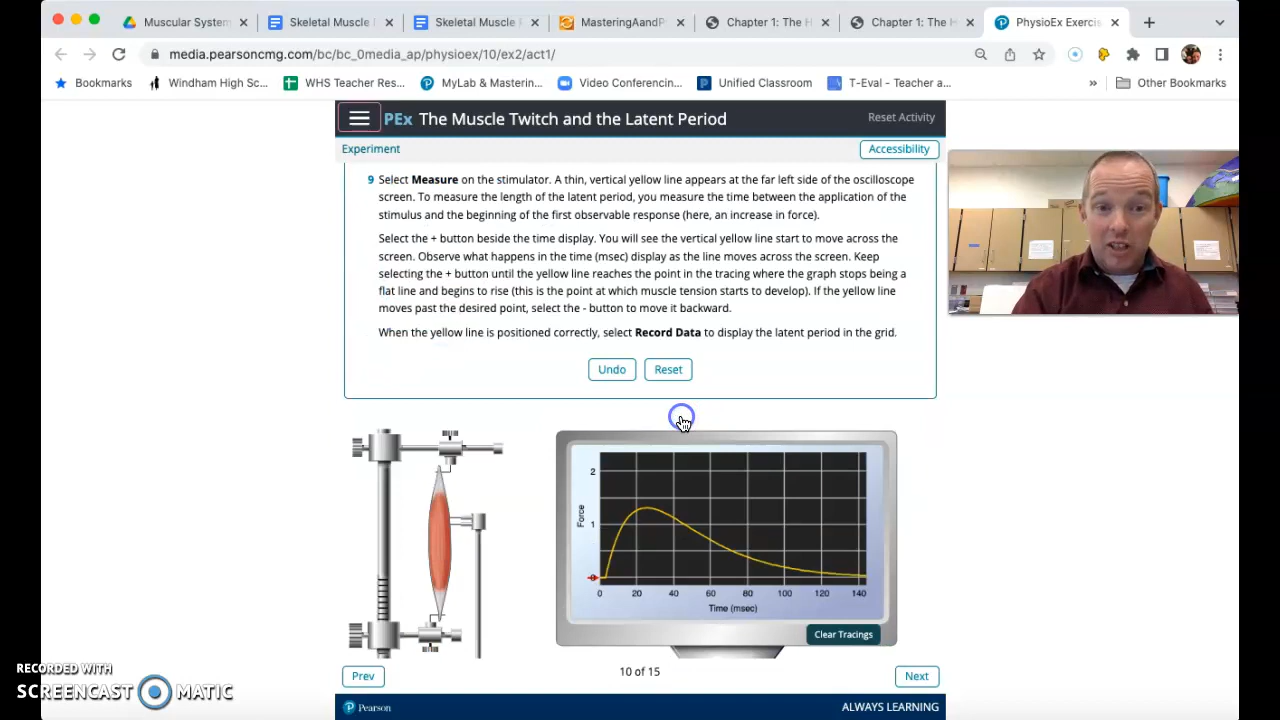 Muscular System
Skeletal Muscle
Skeletal Muscle F
MasteringAandP
Chapter 1: The H
Chapter 1: The H
PhysioEx Exercis
media.pearsoncmg.com/bc/bc_0media_ap/physioex/10/ex2/act1/
Bookmarks
Windham High Sc...
WHS Teacher Res...
MyLab & Mastering...
Video Conferencin...
Unified Classroom
T-Eval - Teacher a...
»
Other Bookmarks
PEx The Muscle Twitch and the Latent Period
Reset Activity
Experiment
Accessibility
9 Select Measure on the stimulator. A thin, vertical yellow line appears at the far left side of the oscilloscope
screen. To measure the length of the latent period, you measure the time between the application of the
stimulus and the beginning of the first observable response (here, an increase in force).
Select the + button beside the time display. You will see the vertical yellow line start to move across the
screen. Observe what happens in the time (msec) display as the line moves across the screen. Keep
selecting the + button until the yellow line reaches the point in the tracing where the graph stops being a
flat line and begins to rise (this is the point at which muscle tension starts to develop). If the yellow line
moves past the desired point, select the - button to move it backward.
When the yellow line is positioned correctly, select Record Data to display the latent period in the grid.
Undo
Reset
2
Force
1
0
0 20 40 60 80 100 120 140
Time (msec)
Clear Tracings
Prev
10 of 15
Next
Pearson
ALWAYS LEARNING
RECORDED WITH
SCREENCAST MATIC